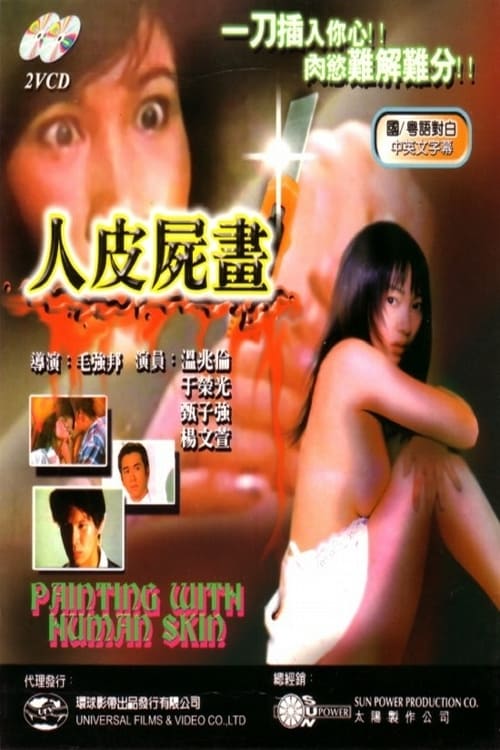 2VCD
一刀插入你心!!
肉慾難解難分!!
國/粵語對白
中英文字幕
人皮屍畫
導演：毛強邦 演員：溫兆倫
于榮光
甄子強
楊文萱
PAINTING WITH
HUMAN SKIN
代理發行：
環球影帶出品發行有限公司
UNIVERSAL FILMS & VIDEO CO.,LTD
總經銷：
SUN
POWER
SUN POWER PRODUCTION CO.
太陽製作公司